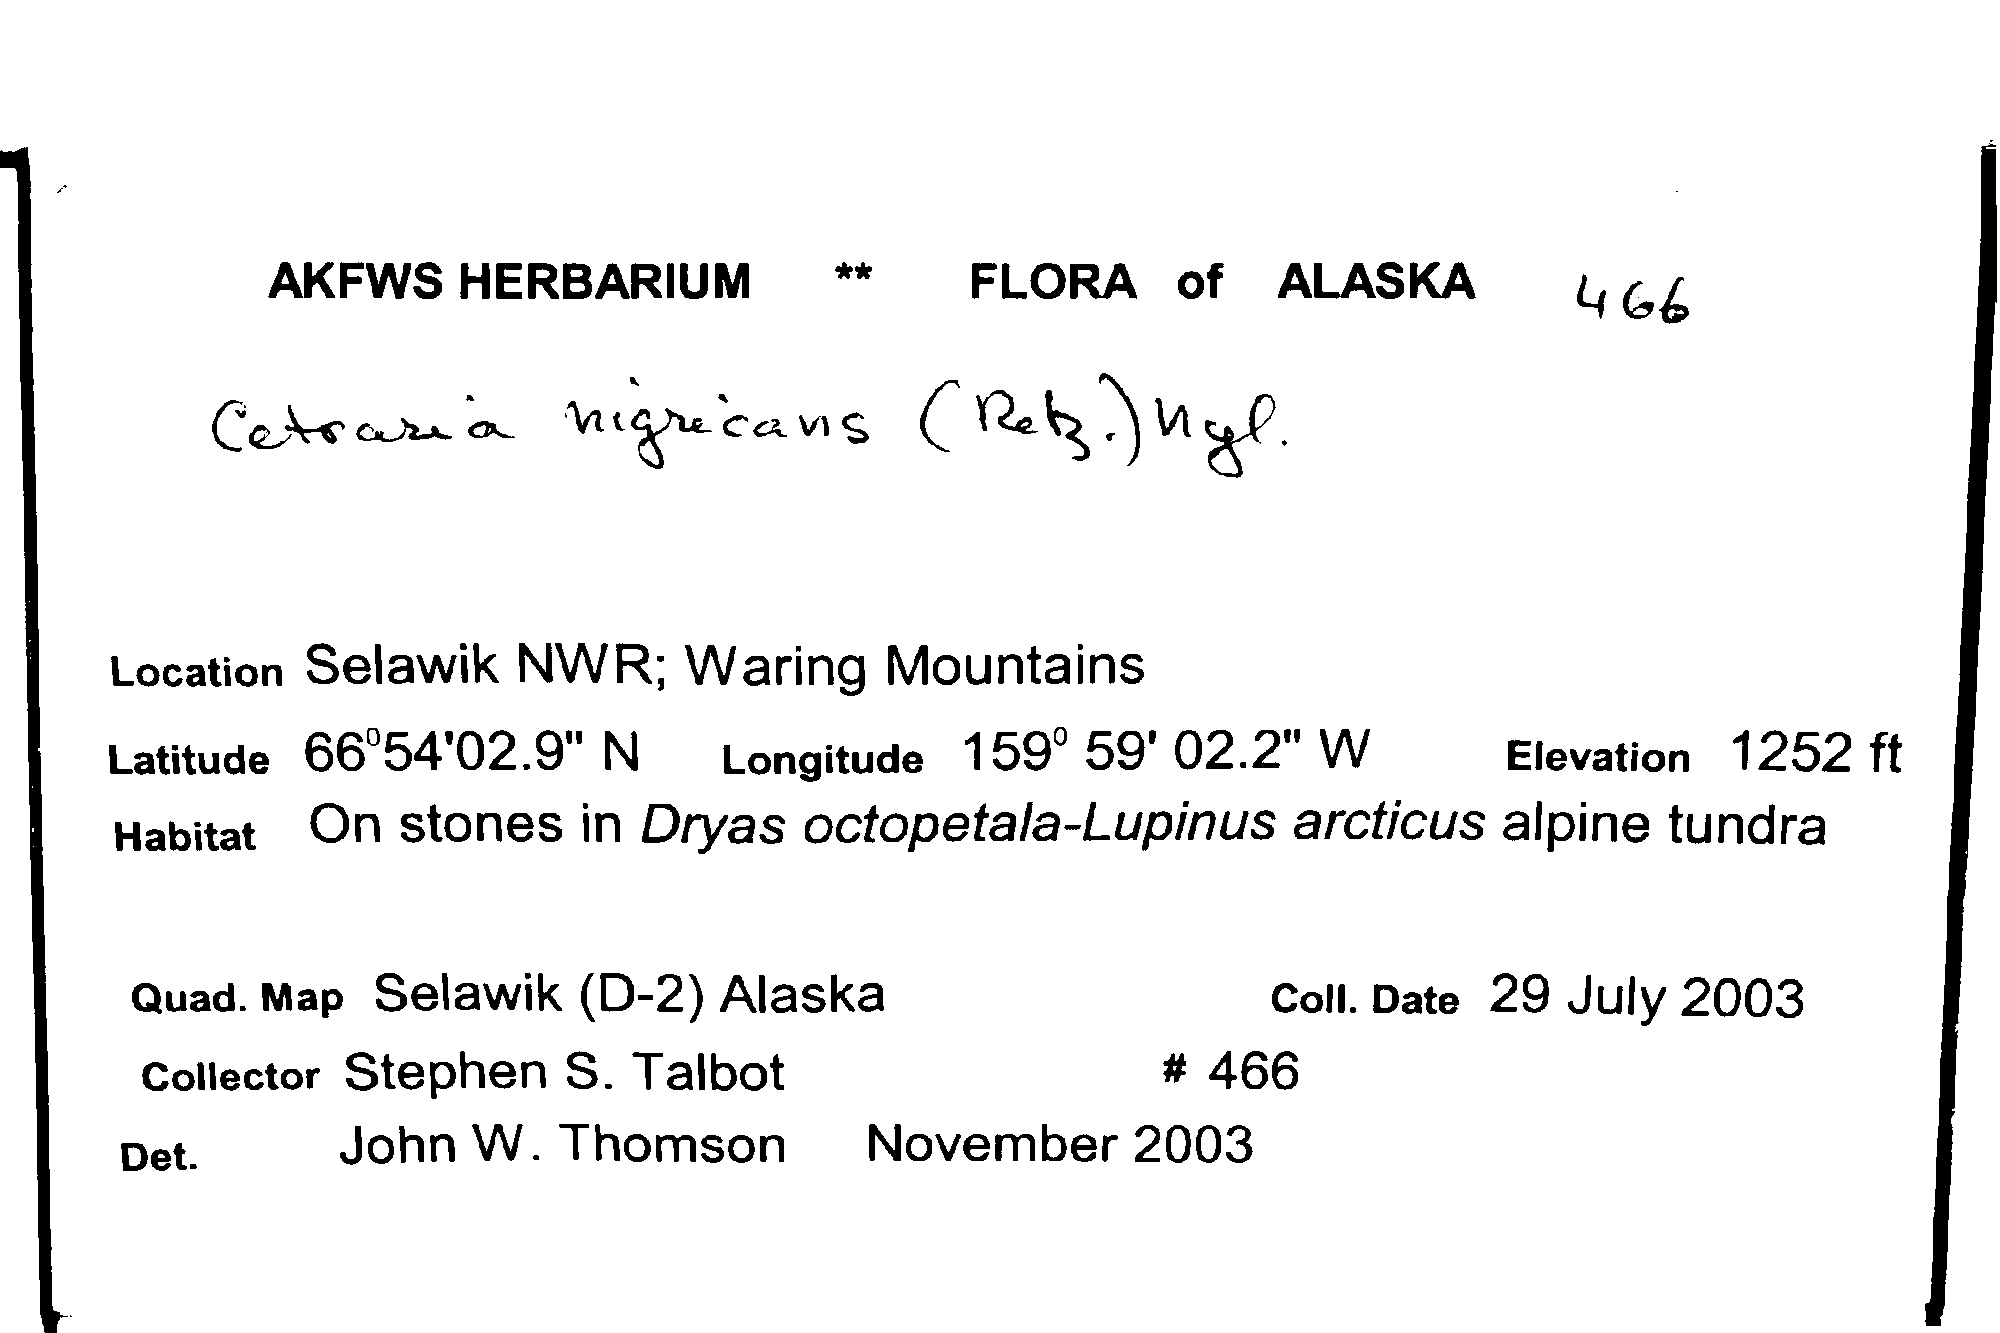 AKFWS HERBARIUM ** FLORA of ALASKA 466
Cetraria nigricans (Retz.) Nyl.
Location Selawik NWR; Waring Mountains
Latitude 66°54'02.9" N Longitude 159° 59' 02.2" W Elevation 1252 ft
Habitat On stones in Dryas octopetala-Lupinus arcticus alpine tundra
Quad. Map Selawik (D-2) Alaska Coll. Date 29 July 2003
Collector Stephen S. Talbot # 466
Det. John W. Thomson November 2003